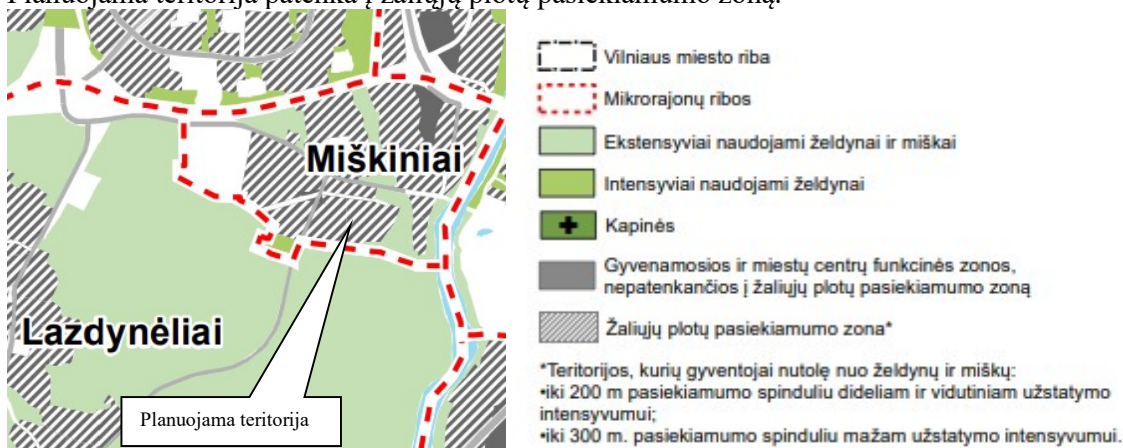 Planuojama teritorija patenka į žaliųjų plotų pasiekiamumo zoną.
Miškiniai
Lazdynėliai
Planuojama teritorija
Vilniaus miesto riba
Mikrorajonų ribos
Ekstensyviai naudojami želdynai ir miškai
Intensyviai naudojami želdynai
Kapinės
Gyvenamosios ir miestų centrų funkcinės zonos,
nepatenkančios į žaliųjų plotų pasiekiamumo zoną
Žaliųjų plotų pasiekiamumo zona*
*Teritorijos, kurių gyventojai nutolę nuo želdynų ir miškų:
•iki 200 m pasiekiamumo spinduliu dideliam ir vidutiniam užstatymo
intensyvumui;
•iki 300 m. pasiekiamumo spinduliu mažam užstatymo intensyvumui.